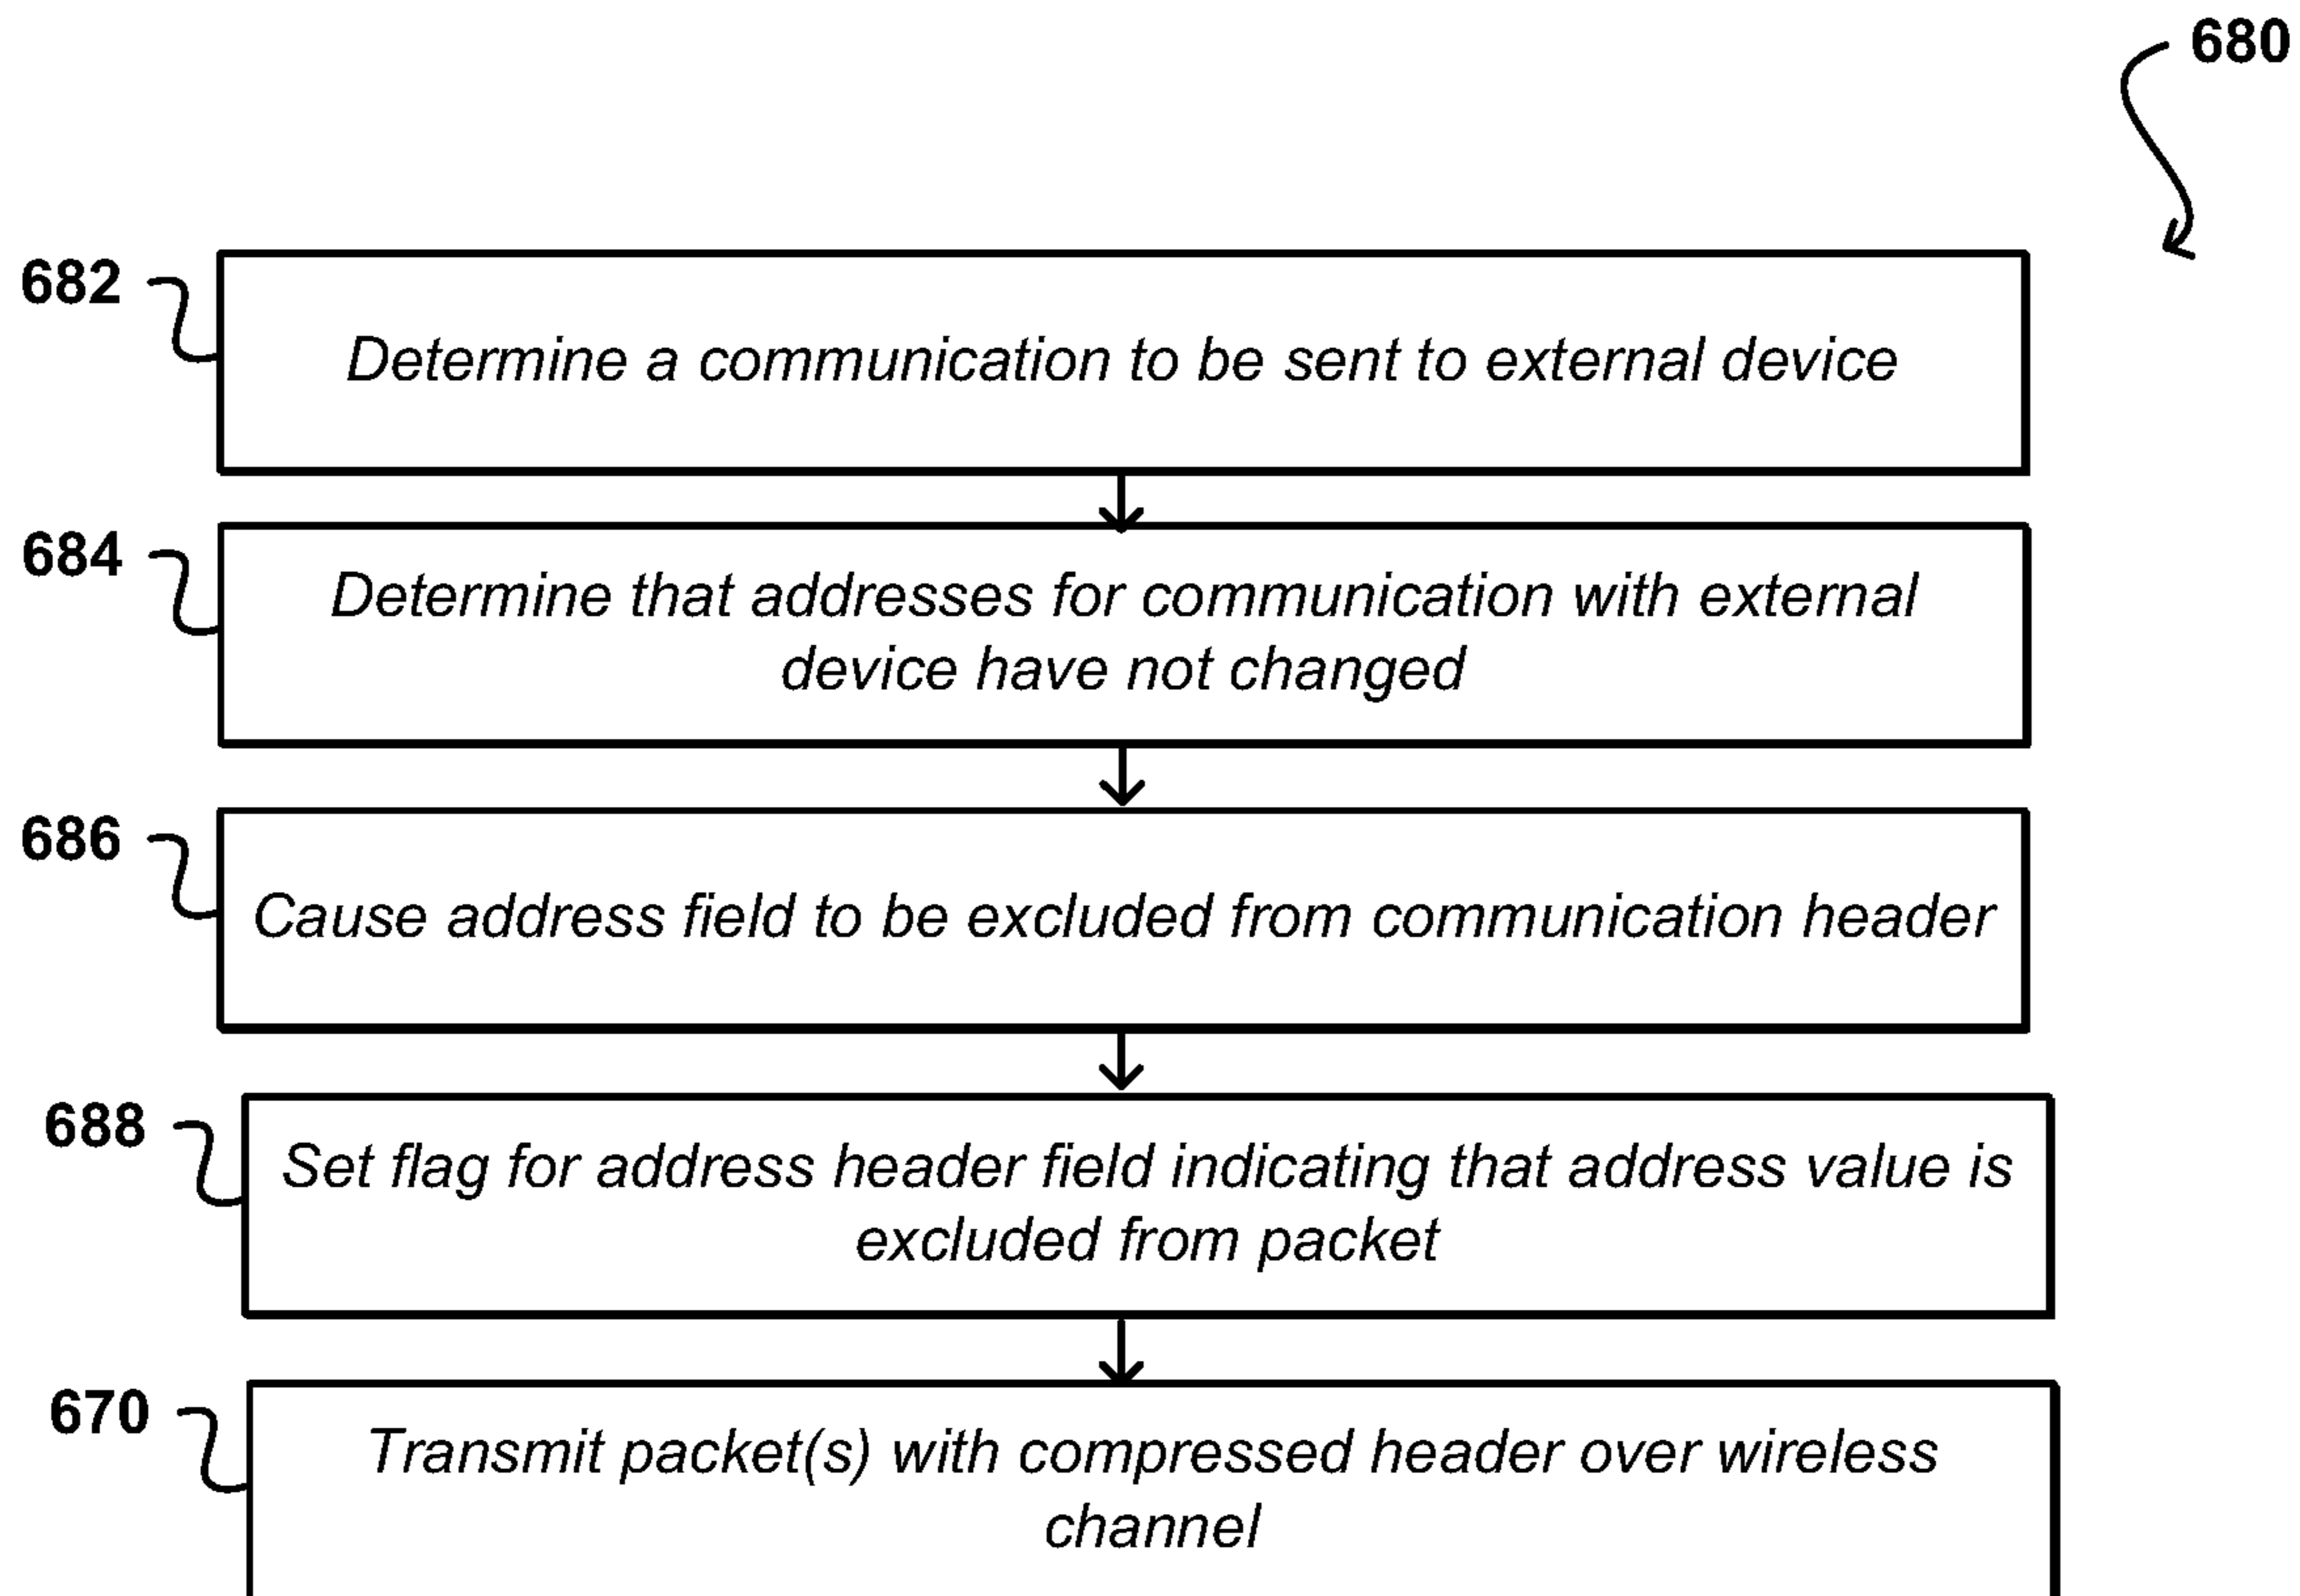 680
682
Determine a communication to be sent to external device
684
Determine that addresses for communication with external
device have not changed
686
Cause address field to be excluded from communication header
688
Set flag for address header field indicating that address value is
excluded from packet
670
Transmit packet(s) with compressed header over wireless
channel